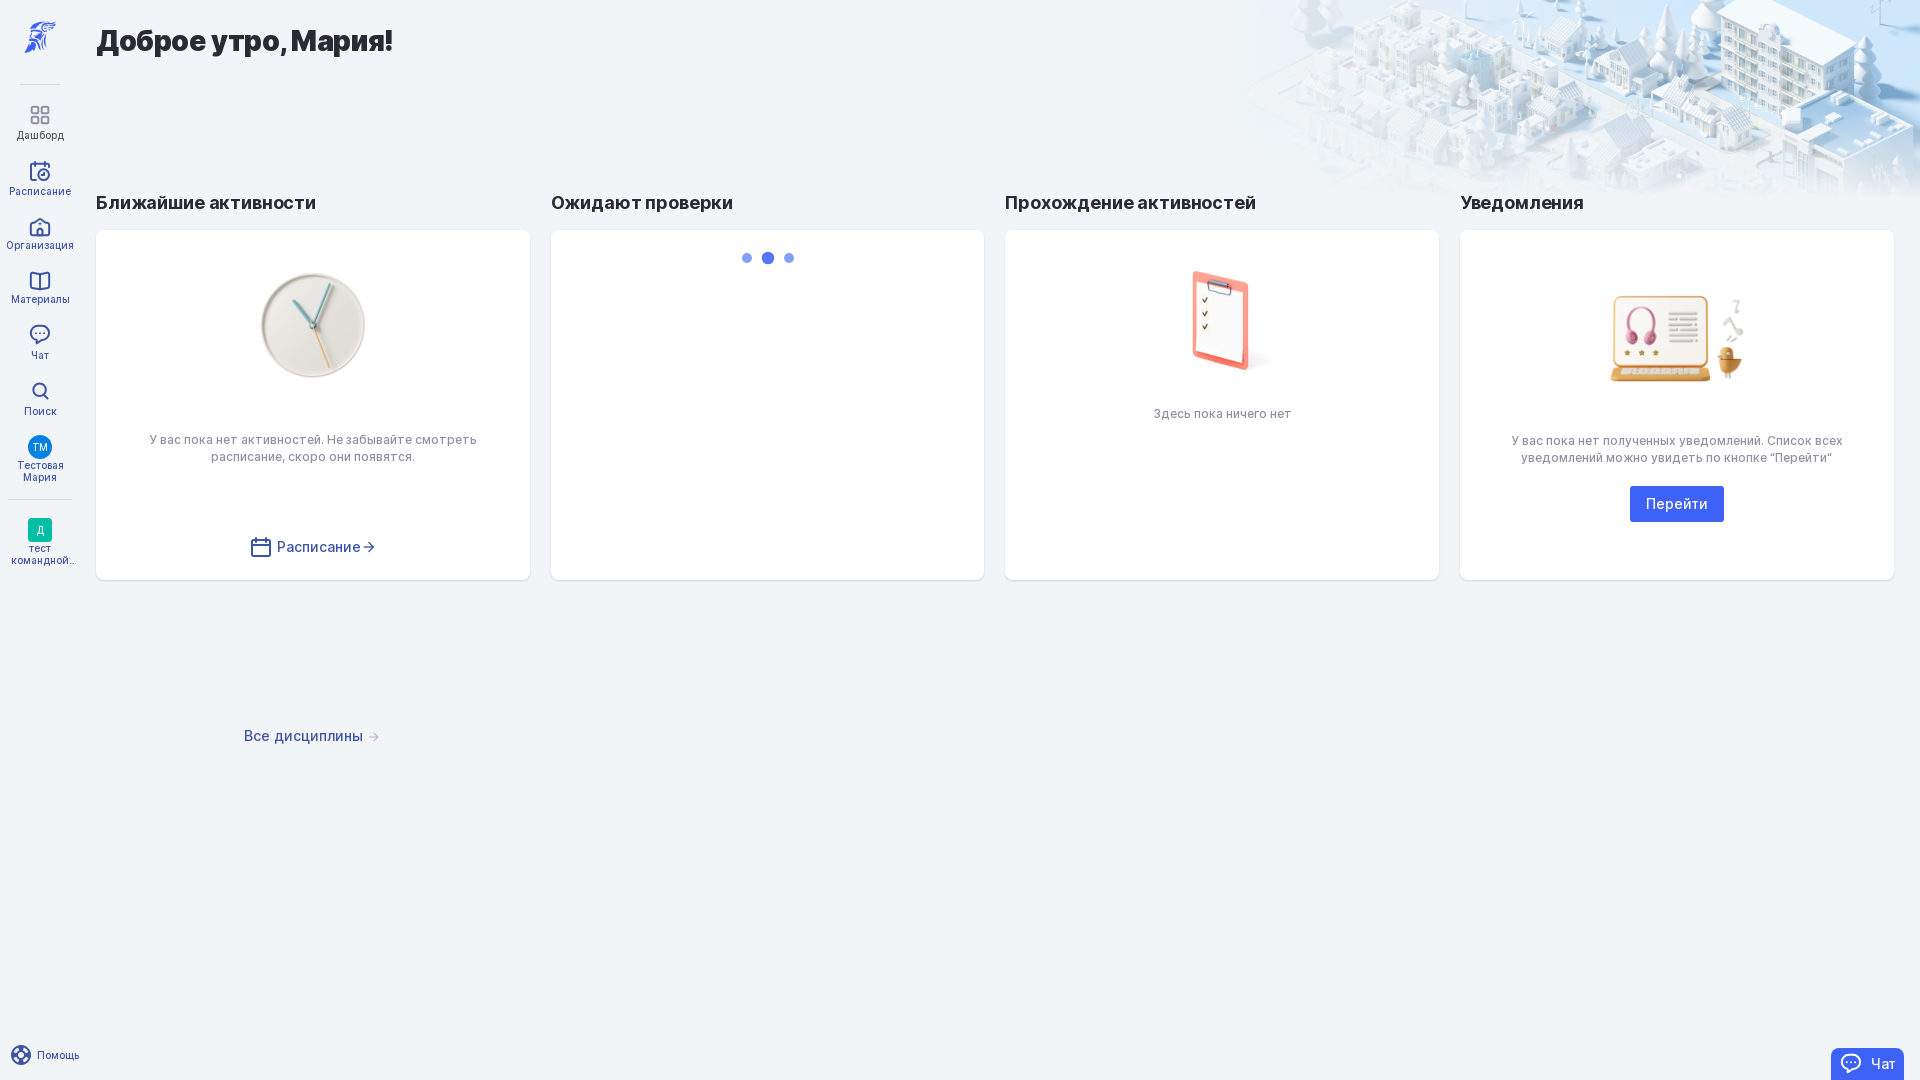 Доброе утро, Мария!
Дашборд
Расписание
Организация
Материалы
Чат
Поиск
ТМ
Тестовая
Мария
Д
тест
командной...
Ближайшие активности
У вас пока нет активностей. Не забывайте смотреть
расписание, скоро они появятся.
Расписание
Ожидают проверки
Прохождение активностей
Здесь пока ничего нет
Уведомления
У вас пока нет полученных уведомлений. Список всех
уведомлений можно увидеть по кнопке “Перейти”
Перейти
Все дисциплины
Помощь
Чат